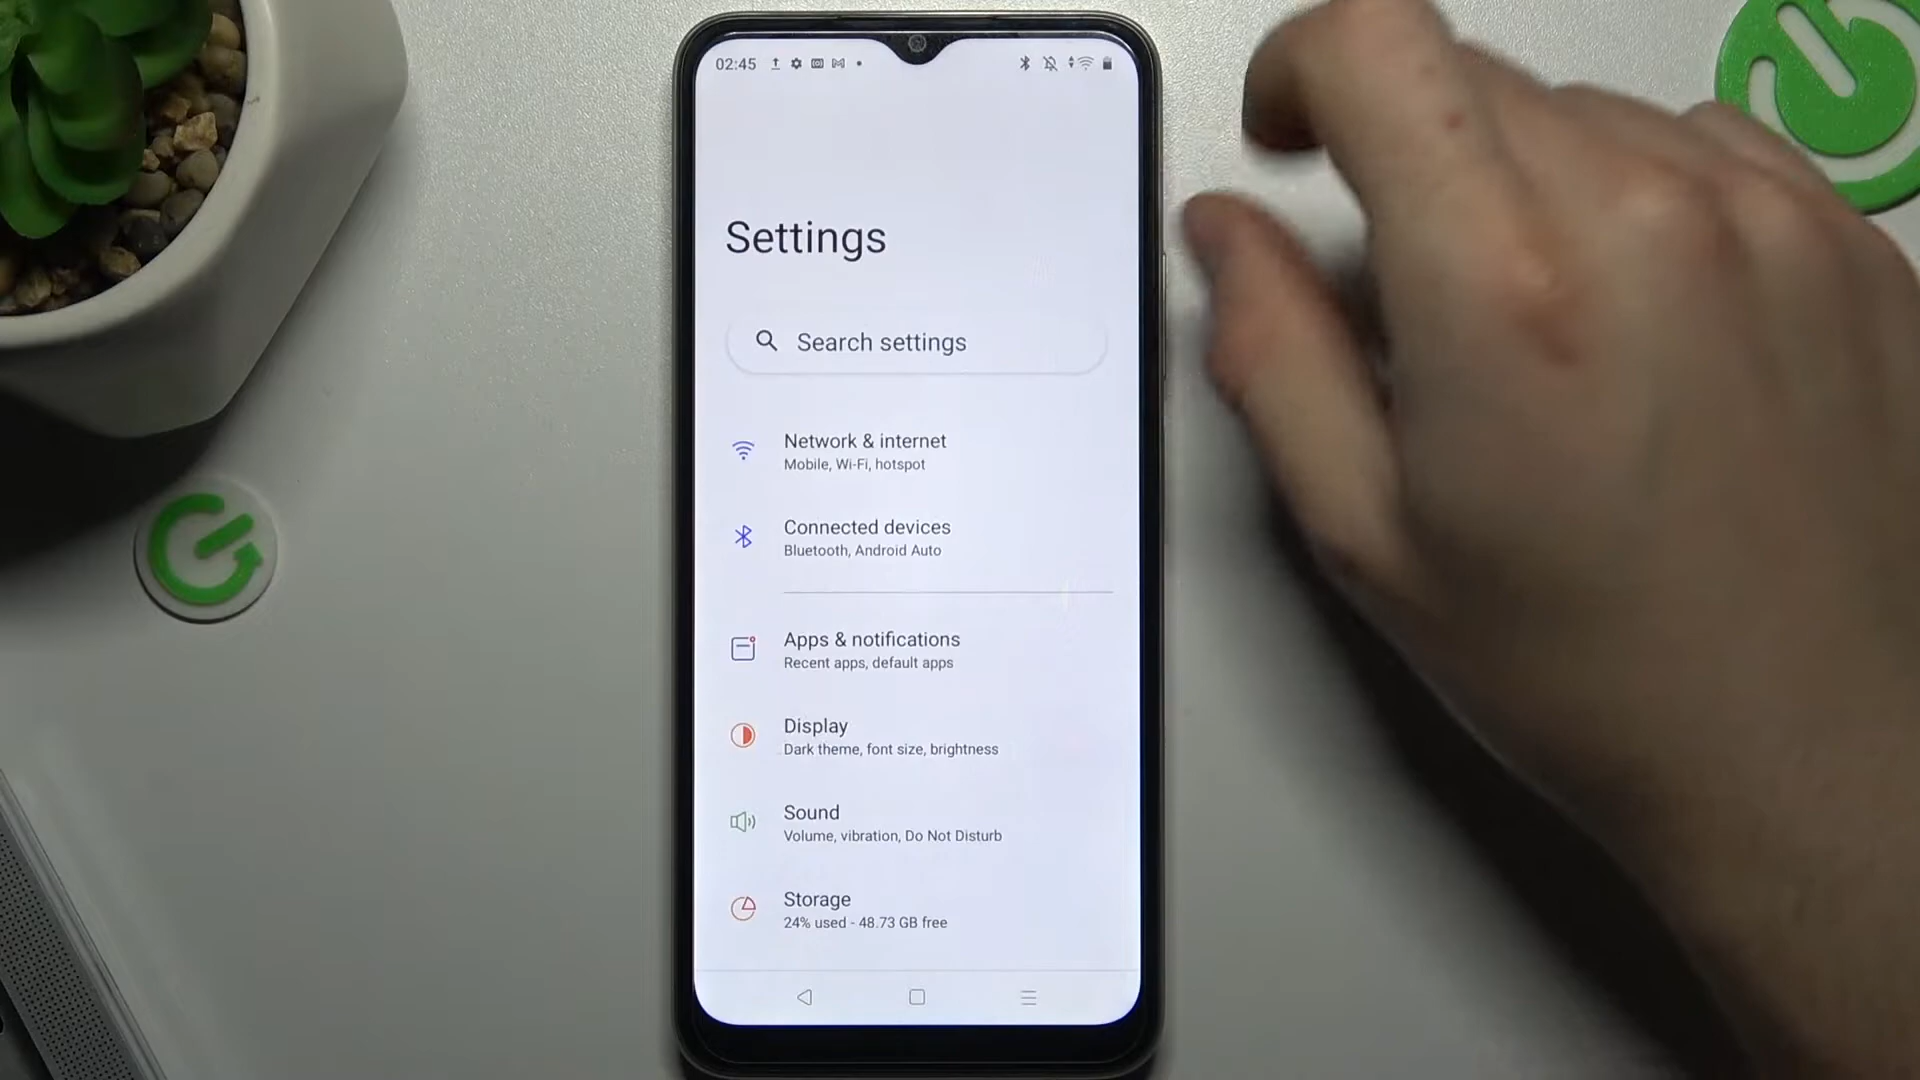 02:45
Settings
Search settings
Network & internet
Mobile, Wi-Fi, hotspot
Connected devices
Bluetooth, Android Auto
Apps & notifications
Recent apps, default apps
Display
Dark theme, font size, brightness
Sound
Volume, vibration, Do Not Disturb
Storage
24% used - 48.73 GB free